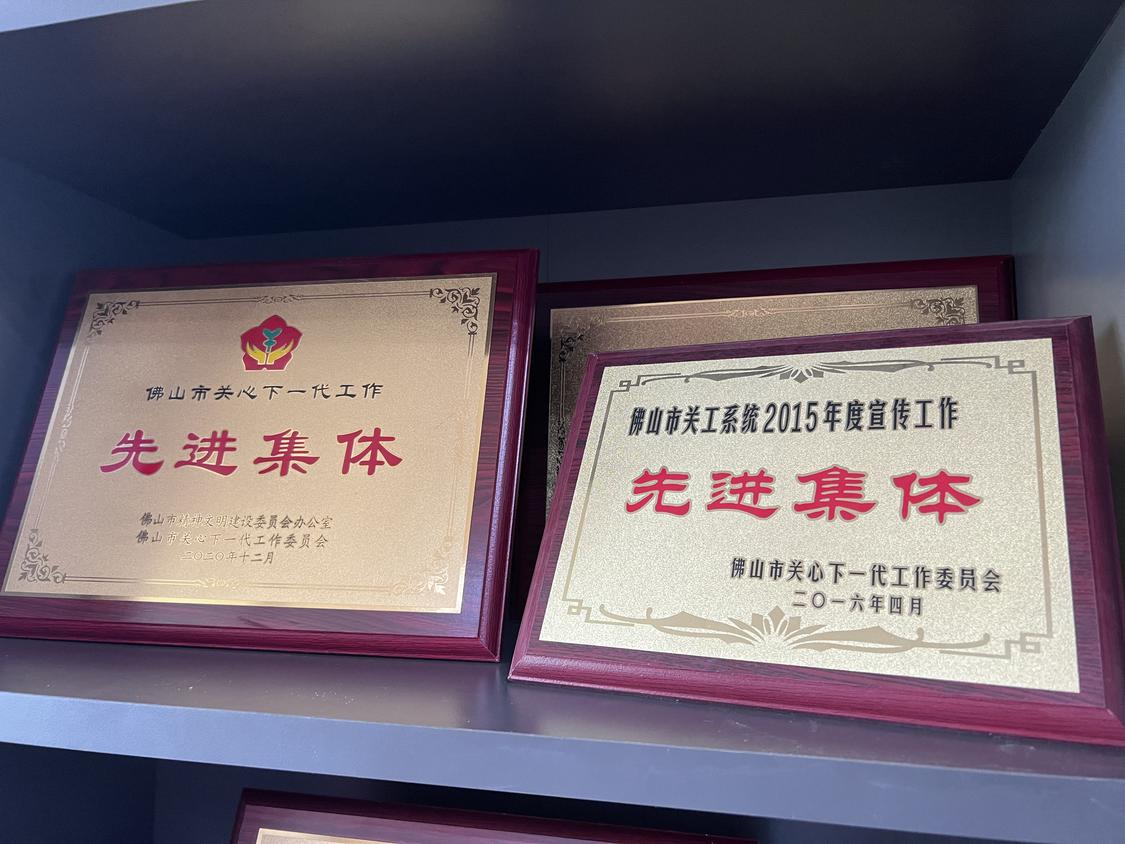 佛山市关心下一代工作
先进集体
佛山市精神文明建设委员会办公室
佛山市关心下一代工作委员会
二〇二〇年十二月
佛山市关工系统2015年度宣传工作
先进集体
佛山市关心下一代工作委员会
二〇一六年四月